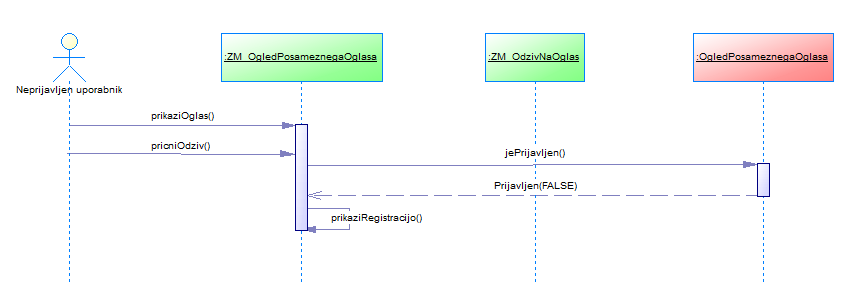 :ZM_OgledPosameznegaOglasa
:ZM_OdzivNaOglas
:OgledPosameznegaOglasa
Neprijavljen uporabnik
prikaziOglas()
pricniOdziv()
jePrijavljen()
Prijavljen(FALSE)
prikaziRegistracijo()